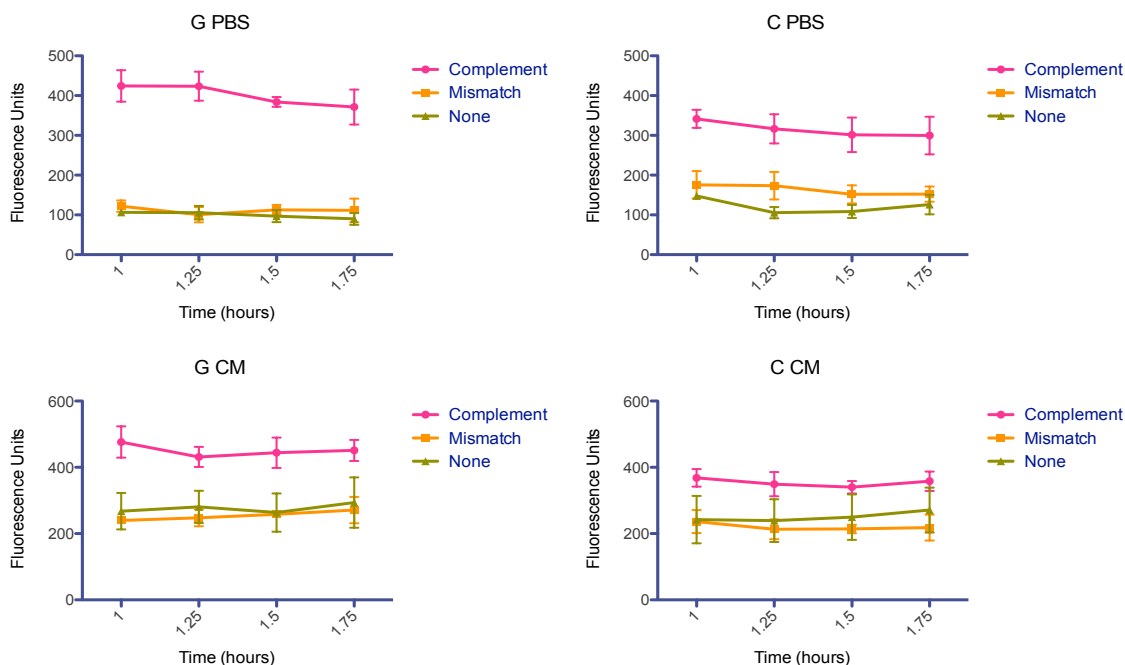 G PBS
Fluorescence Units
500
400
300
200
100
0
1
1.25
1.5
1.75
Time (hours)
Complement
Mismatch
None
C PBS
Fluorescence Units
500
400
300
200
100
0
1
1.25
1.5
1.75
Time (hours)
Complement
Mismatch
None
G CM
Fluorescence Units
600
400
200
0
1
1.25
1.5
1.75
Time (hours)
Complement
Mismatch
None
C CM
Fluorescence Units
600
400
200
0
1
1.25
1.5
1.75
Time (hours)
Complement
Mismatch
None